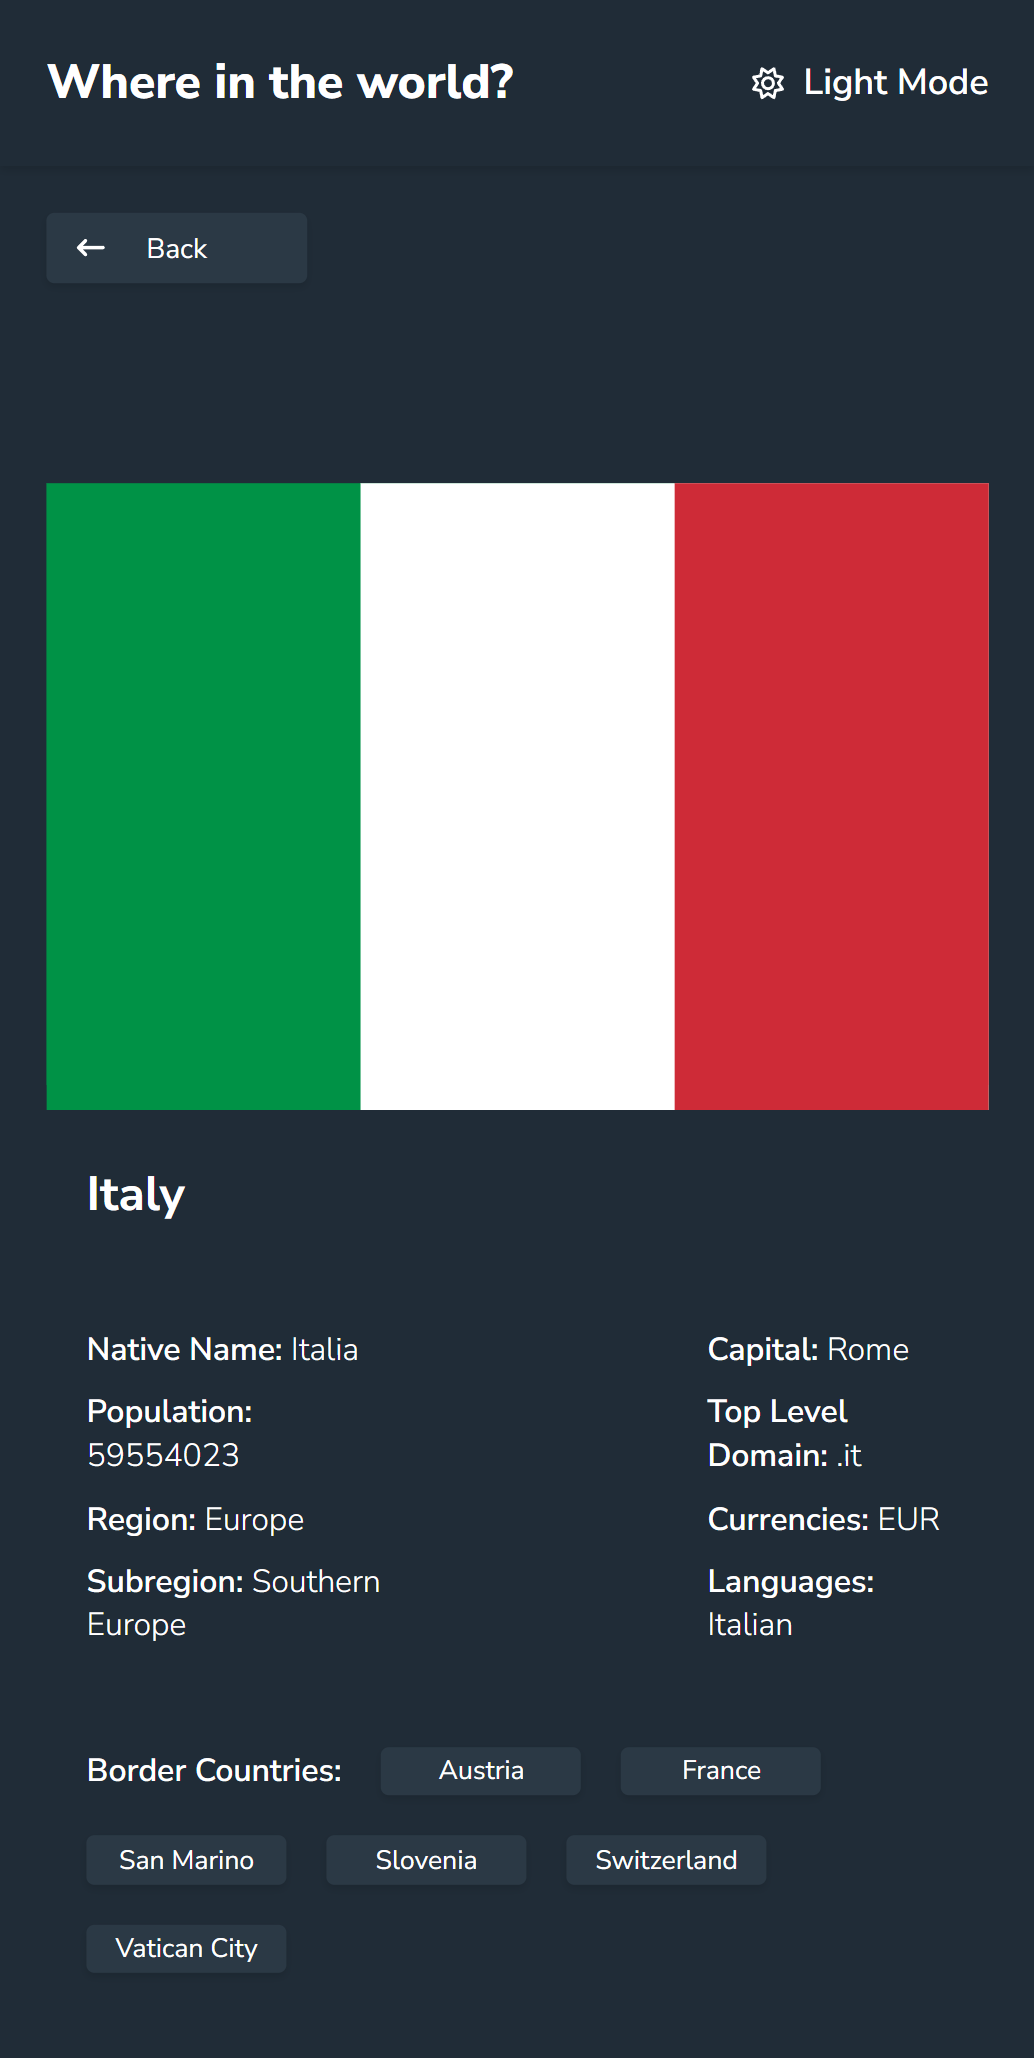 Where in the world?
Light Mode
Back
Italy
Native Name: Italia
Population:
59554023
Region: Europe
Subregion: Southern
Europe
Capital: Rome
Top Level
Domain: .it
Currencies: EUR
Languages:
Italian
Border Countries:
Austria
France
San Marino
Slovenia
Switzerland
Vatican City